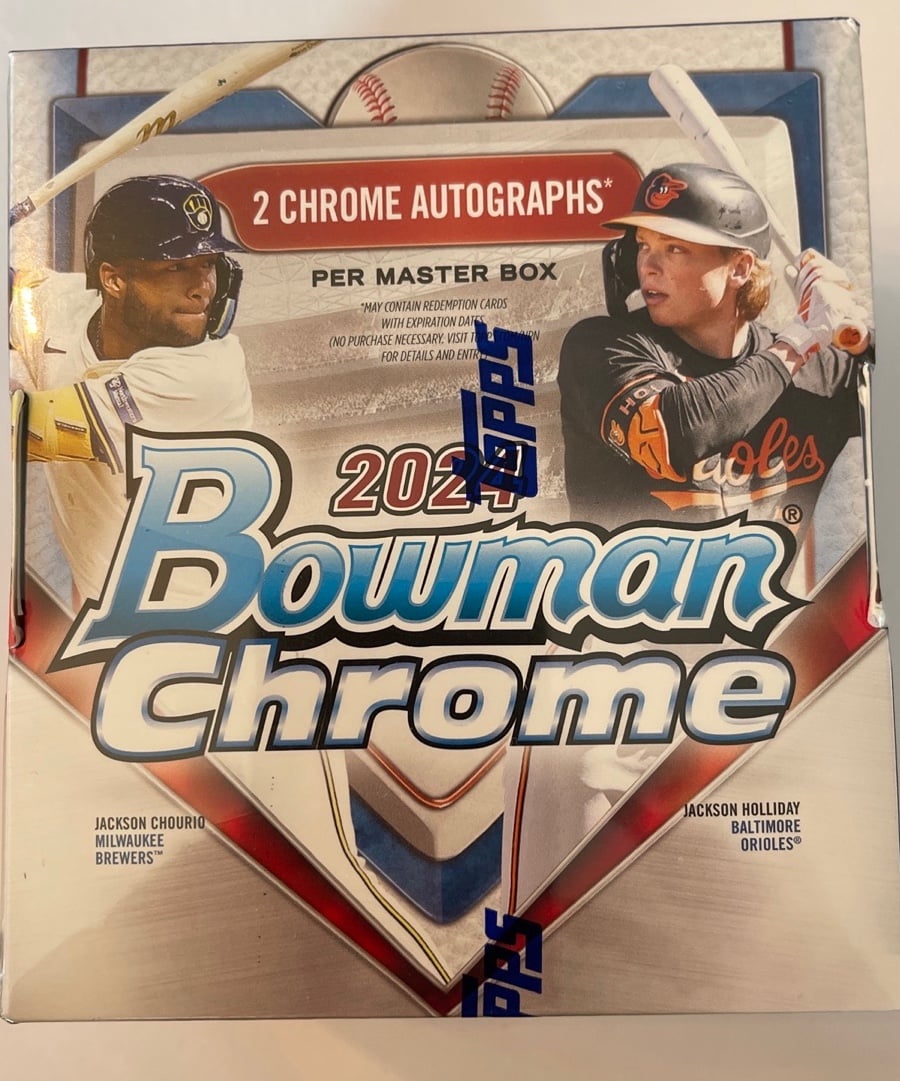 2 CHROME AUTOGRAPHS*
PER MASTER BOX
*MAY CONTAIN REDEMPTION CARDS
WITH EXPIRATION DATES.
(NO PURCHASE NECESSARY. VISIT
FOR DETAILS AND ENTRY
Topps
2024
Orioles
Bowman®
Chrome
JACKSON CHOURIO
MILWAUKEE
BREWERS™
JACKSON HOLLIDAY
BALTIMORE
ORIOLES®